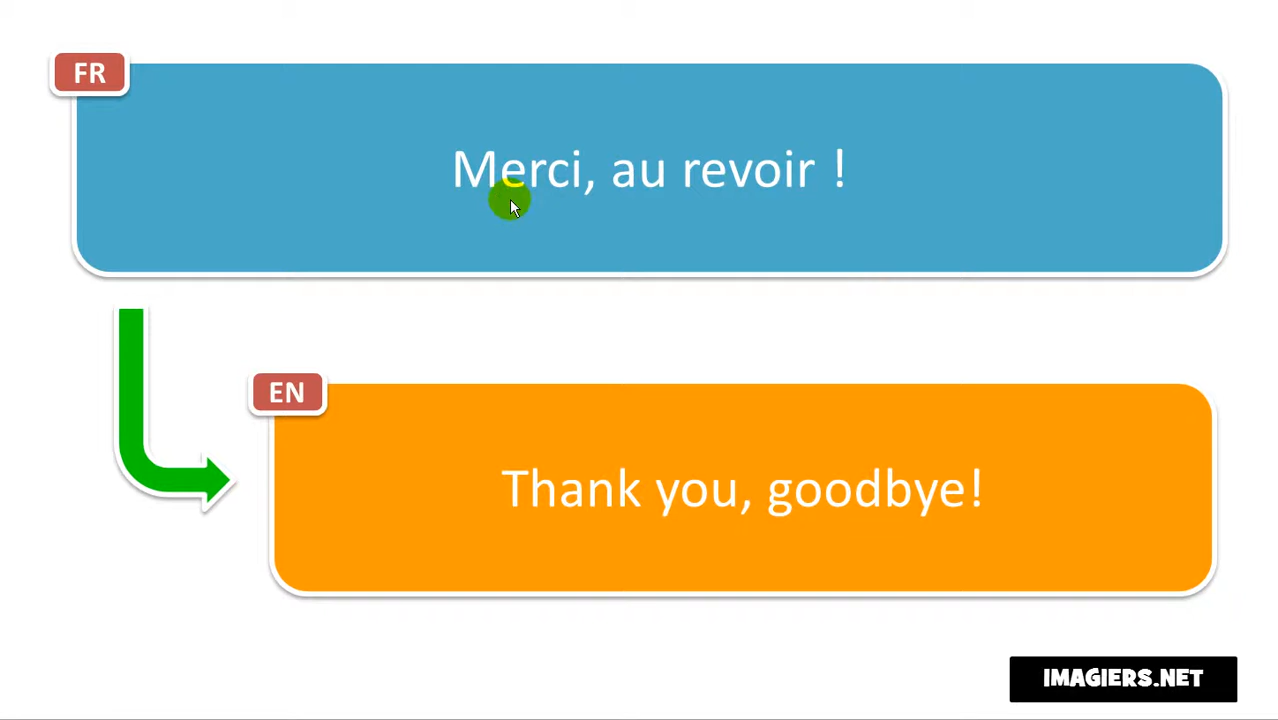 FR
Merci, au revoir !
EN
Thank you, goodbye!
IMAGIERS.NET